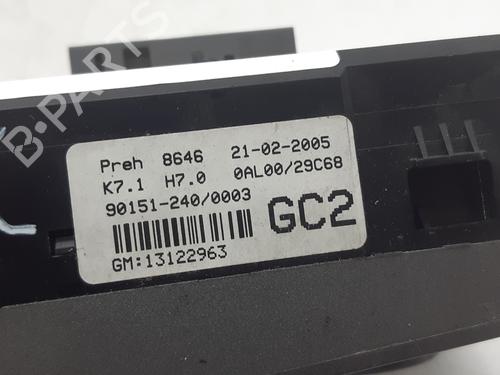 B-PARTS
Preh 8646 21-02-2005
K7.1 H7.0 0AL00/29C68
90151-240/0003
GC2
GM:13122963